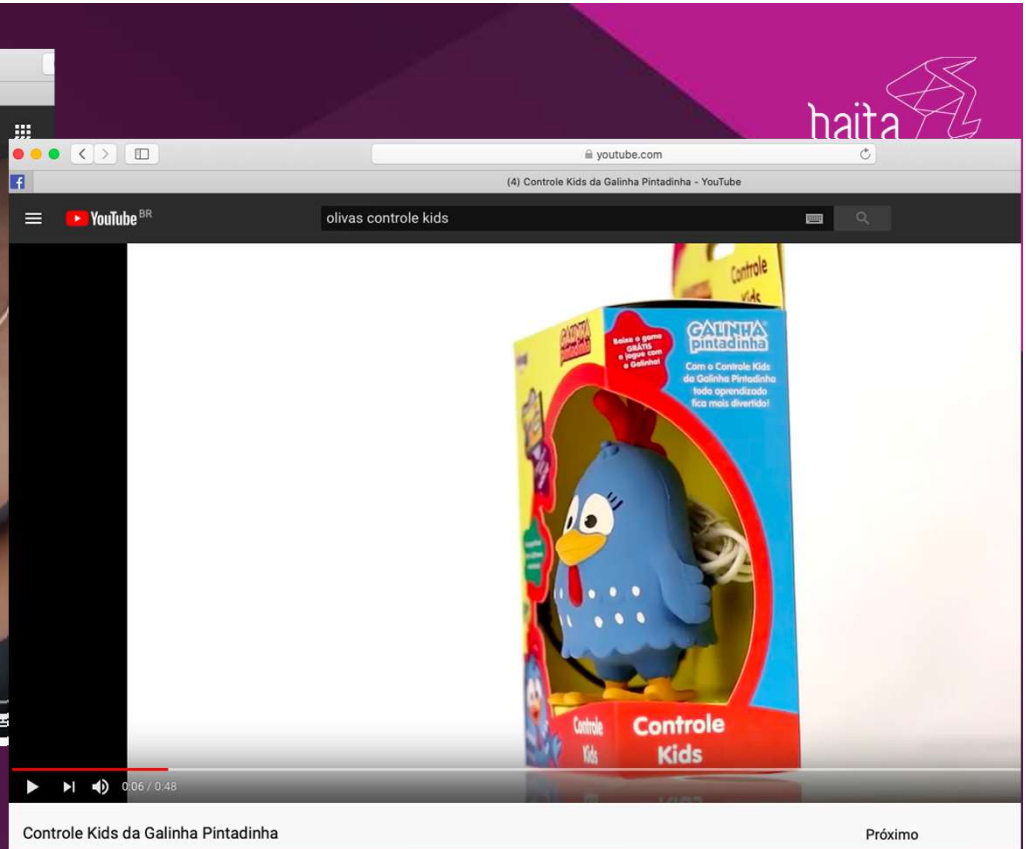 haita
youtube.com
(4) Controle Kids da Galinha Pintadinha - YouTube
YouTube BR
olivas controle kids
Controle
Kids
GALINHA
pintadinha
Baixe o game
GRÁTIS
e jogue com
a Galinha!
GALINHA
pintadinha
Com o Controle Kids
da Galinha Pintadinha
todo aprendizado
fica mais divertido!
Controle
Kids
Controle
Kids
0:06 / 0:48
Controle Kids da Galinha Pintadinha
Próximo